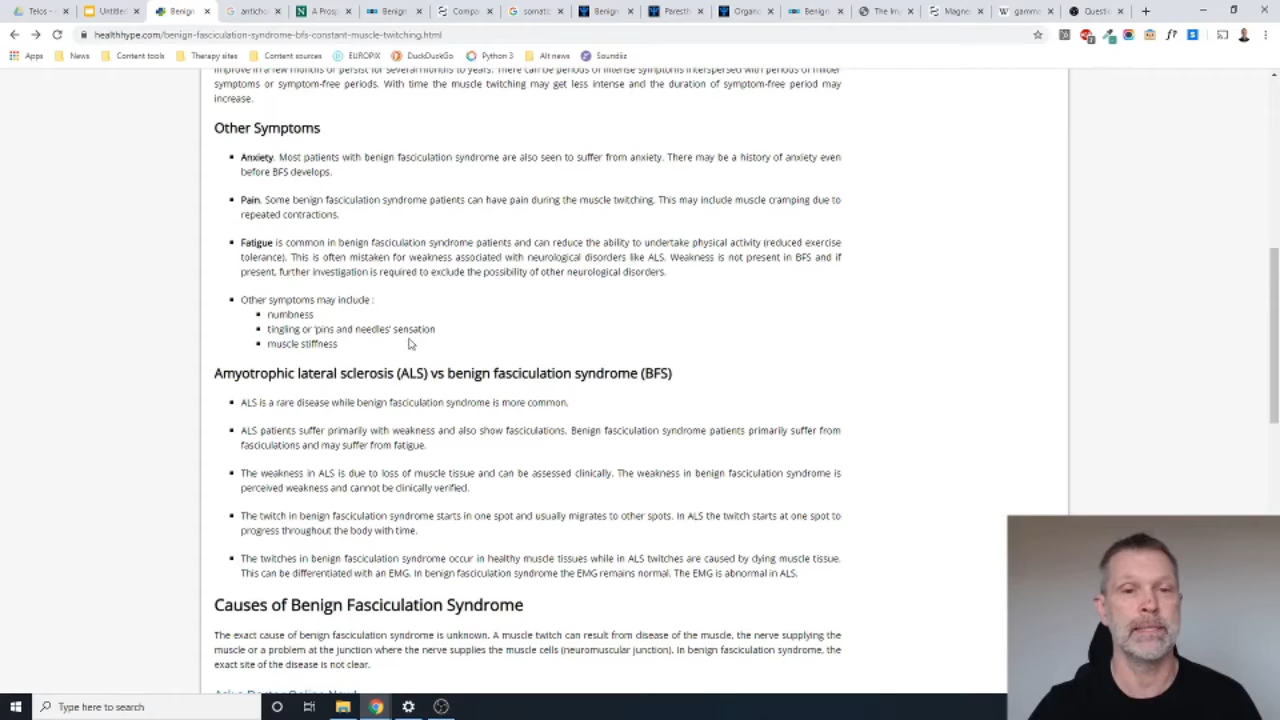 Telos -
Untitle
Benign
antich
A Prosp
Benign
Compa
somatic
Benign
Paresth
Organi
Benign
The Im
Magne
gamm
Questi
healthhype.com/benign-fasciculation-syndrome-bfs-constant-muscle-twitching.html
Apps News Content tools Therapy sites Content sources EUROPIX DuckDuckGo Python 3 Alt news Soundiiz
improve in a few months or persist for several months to years. There can be periods of intense symptoms interspersed with periods of milder
symptoms or symptom-free periods. With time the muscle twitching may get less intense and the duration of symptom-free period may
increase.
Other Symptoms
Anxiety. Most patients with benign fasciculation syndrome are also seen to suffer from anxiety. There may be a history of anxiety even
before BFS develops.
Pain. Some benign fasciculation syndrome patients can have pain during the muscle twitching. This may include muscle cramping due to
repeated contractions.
Fatigue is common in benign fasciculation syndrome patients and can reduce the ability to undertake physical activity (reduced exercise
tolerance). This is often mistaken for weakness associated with neurological disorders like ALS. Weakness is not present in BFS and if
present, further investigation is required to exclude the possibility of other neurological disorders.
Other symptoms may include :
numbness
tingling or 'pins and needles' sensation
muscle stiffness
Amyotrophic lateral sclerosis (ALS) vs benign fasciculation syndrome (BFS)
ALS is a rare disease while benign fasciculation syndrome is more common.
ALS patients suffer primarily with weakness and also show fasciculations. Benign fasciculation syndrome patients primarily suffer from
fasciculations and may suffer from fatigue.
The weakness in ALS is due to loss of muscle tissue and can be assessed clinically. The weakness in benign fasciculation syndrome is
perceived weakness and cannot be clinically verified.
The twitch in benign fasciculation syndrome starts in one spot and usually migrates to other spots. In ALS the twitch starts at one spot to
progress throughout the body with time.
The twitches in benign fasciculation syndrome occur in healthy muscle tissues while in ALS twitches are caused by dying muscle tissue.
This can be differentiated with an EMG. In benign fasciculation syndrome the EMG remains normal. The EMG is abnormal in ALS.
Causes of Benign Fasciculation Syndrome
The exact cause of benign fasciculation syndrome is unknown. A muscle twitch can result from disease of the muscle, the nerve supplying the
muscle or a problem at the junction where the nerve supplies the muscle cells (neuromuscular junction). In benign fasciculation syndrome, the
exact site of the disease is not clear.
Type here to search